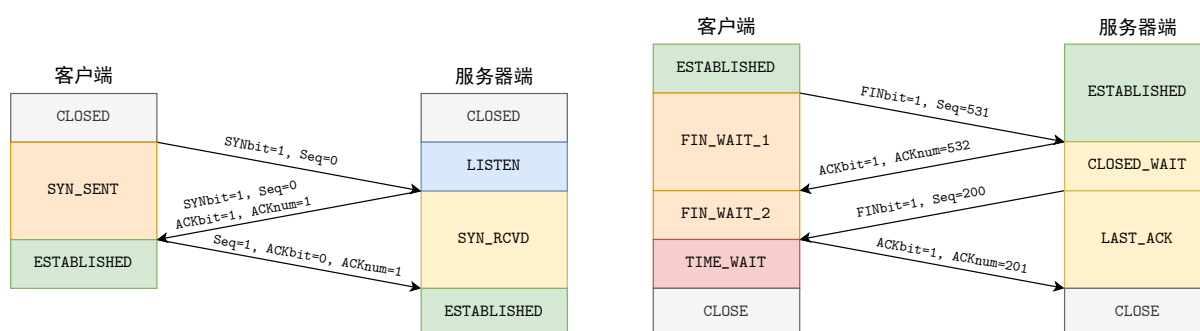 客户端
服务器端
CLOSED
CLOSED
SYNbit=1, Seq=0
LISTEN
SYN_SENT
SYNbit=1, Seq=0
ACKbit=1, ACKnum=1
SYN_RCVD
Seq=1, ACKbit=0, ACKnum=1
ESTABLISHED
ESTABLISHED
客户端
服务器端
ESTABLISHED
ESTABLISHED
FINbit=1, Seq=531
FIN_WAIT_1
ACKbit=1, ACKnum=532
CLOSED_WAIT
FINbit=1, Seq=200
FIN_WAIT_2
LAST_ACK
TIME_WAIT
ACKbit=1, ACKnum=201
CLOSE
CLOSE